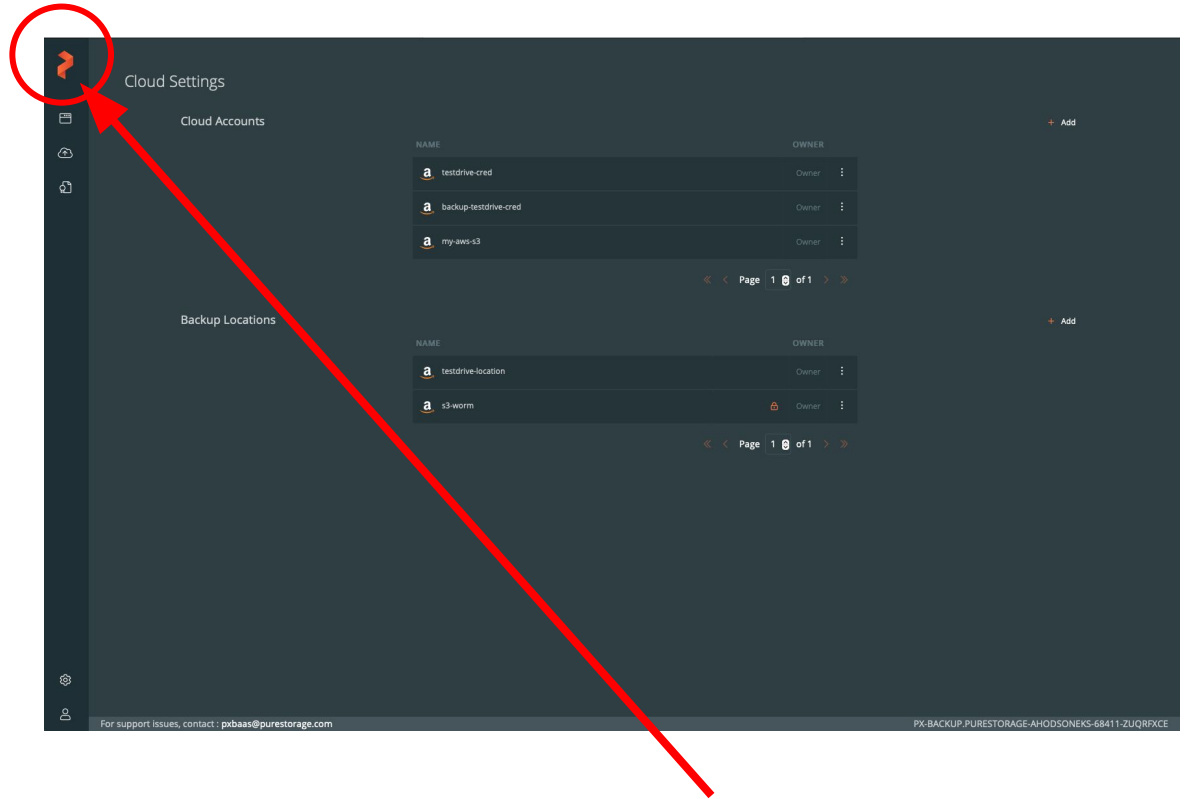 Cloud Settings
Cloud Accounts
+ Add
NAME OWNER
a testdrive-cred Owner
a backup-testdrive-cred Owner
a my-aws-s3 Owner
« < Page 1 of 1 > »
Backup Locations
+ Add
NAME OWNER
a testdrive-location Owner
a s3-worm Owner
« < Page 1 of 1 > »
For support issues, contact : pxbaas@purestorage.com
PX-BACKUP.PURESTORAGE-AHODSONEKS-68411-ZUQRFXCE